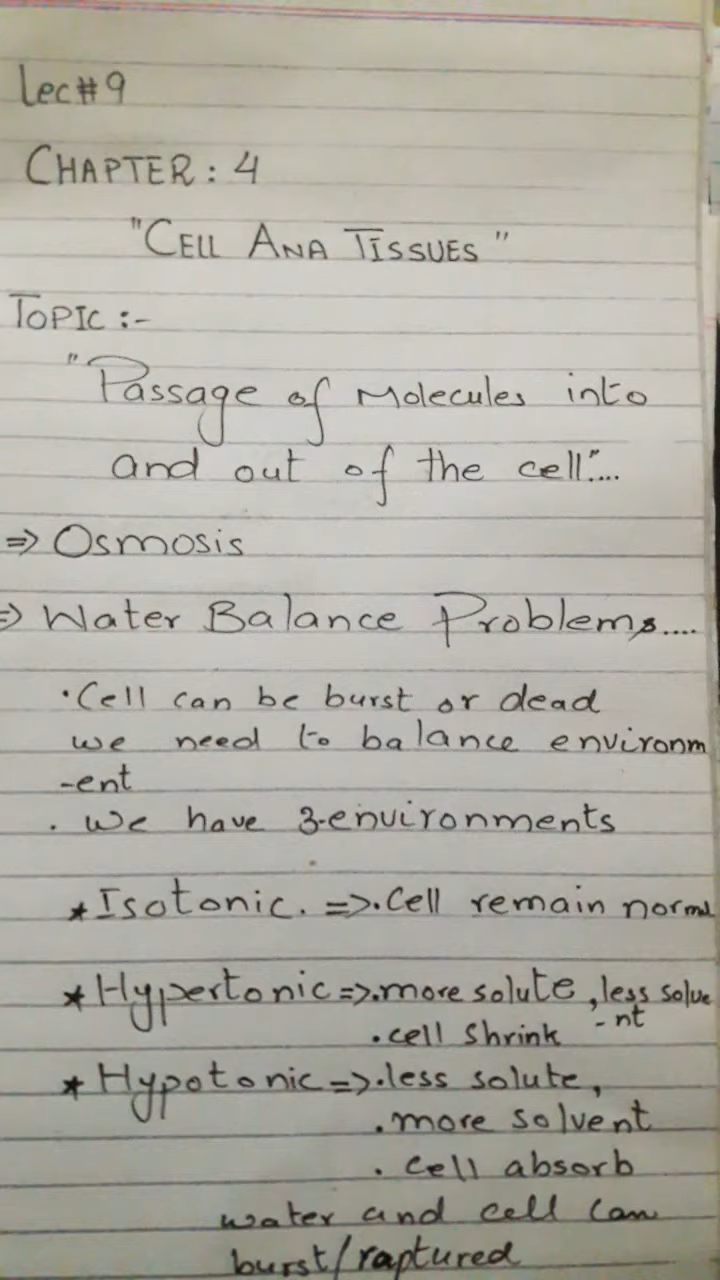 Lec#9
CHAPTER: 4
"CELL ANA TISSUES"
TOPIC :-
"Passage of Molecules into
and out of the cell"....
=> Osmosis
=> Water Balance Problems....
. Cell can be burst or dead
we need to balance environm
-ent
. we have 3-environments
* Isotonic. =>. Cell remain normal
* Hypertonic =>. more solute, less solve
-nt
. cell shrink
* Hypotonic =>. less solute,
. more solvent
. cell absorb
water and cell can
burst/raptured